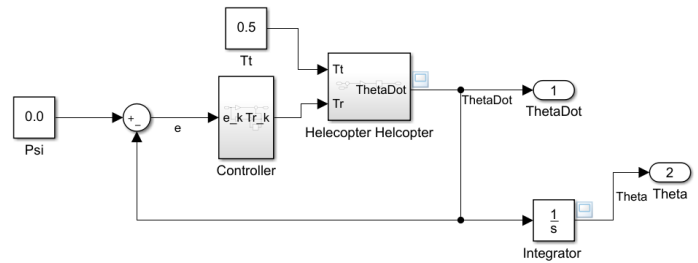 0.5
Tt
Tt
ThetaDot
Tr
Helecopter Helcopter
1
ThetaDot
ThetaDot
0.0
Psi
+
_
e
e_k Tr_k
Controller
2
Theta
Theta
1
s
Integrator